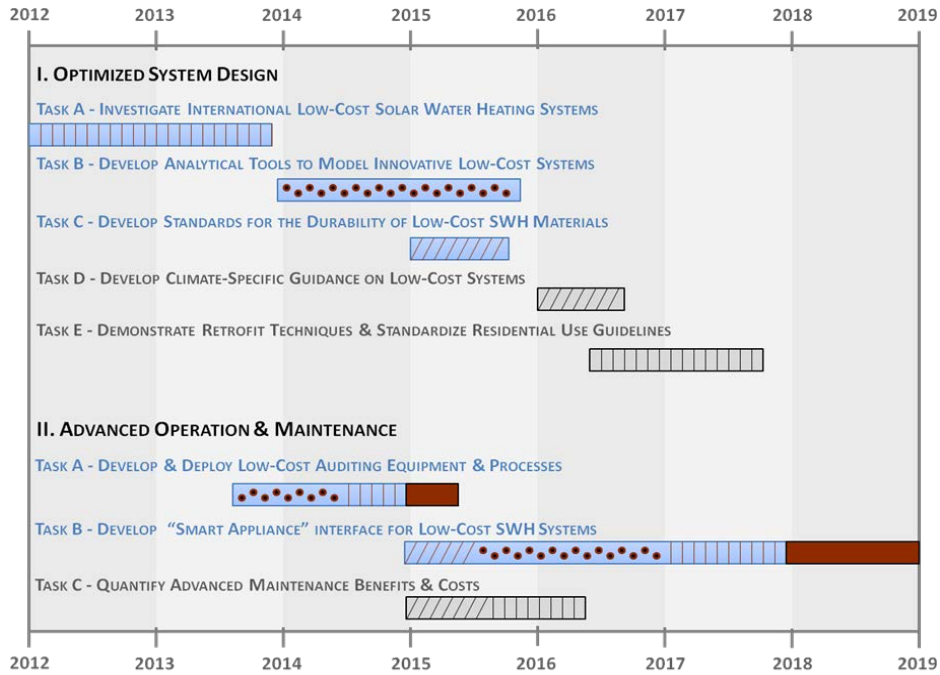 2012 2013 2014 2015 2016 2017 2018 2019
I. OPTIMIZED SYSTEM DESIGN
TASK A - INVESTIGATE INTERNATIONAL LOW-COST SOLAR WATER HEATING SYSTEMS
TASK B - DEVELOP ANALYTICAL TOOLS TO MODEL INNOVATIVE LOW-COST SYSTEMS
TASK C - DEVELOP STANDARDS FOR THE DURABILITY OF LOW-COST SWH MATERIALS
TASK D - DEVELOP CLIMATE-SPECIFIC GUIDANCE ON LOW-COST SYSTEMS
TASK E - DEMONSTRATE RETROFIT TECHNIQUES & STANDARDIZE RESIDENTIAL USE GUIDELINES
II. ADVANCED OPERATION & MAINTENANCE
TASK A - DEVELOP & DEPLOY LOW-COST AUDITING EQUIPMENT & PROCESSES
TASK B - DEVELOP “SMART APPLIANCE” INTERFACE FOR LOW-COST SWH SYSTEMS
TASK C - QUANTIFY ADVANCED MAINTENANCE BENEFITS & COSTS
2012 2013 2014 2015 2016 2017 2018 2019